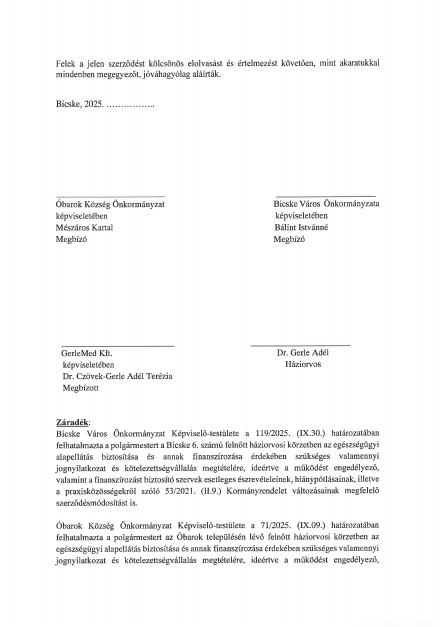 Felek a jelen szerződést kölcsönös elolvasást és értelmezést követően, mint akaratukkal
mindenben megegyezőt, jóváhagyólag aláírták.
Bicske, 2025. ……………..
Óbarok Község Önkormányzat
képviseletében
Mészáros Kartal
Megbízó
Bicske Város Önkormányzata
képviseletében
Bálint Istvánné
Megbízó
GerleMed Kft.
képviseletében
Dr. Czövek-Gerle Adél Terézia
Megbízott
Dr. Gerle Adél
Háziorvos
Záradék:
Bicske Város Önkormányzat Képviselő-testülete a 119/2025. (IX.30.) határozatában
felhatalmazta a polgármestert a Bicske 6. számú felnőtt háziorvosi körzetben az egészségügyi
alapellátás biztosítása és annak finanszírozása érdekében szükséges valamennyi
jognyilatkozat és kötelezettségvállalás megtételére, ideértve a működést engedélyező,
valamint a finanszírozást biztosító szervek esetleges észrevételeinek, hiánypótlásainak, illetve
a praxisközösségekről szóló 53/2021. (II.9.) Kormányrendelet változásainak megfelelő
szerződésmódosítást is.
Óbarok Község Önkormányzat Képviselő-testülete a 71/2025. (IX.09.) határozatában
felhatalmazta a polgármestert az Óbarok településén lévő felnőtt háziorvosi körzetben az
egészségügyi alapellátás biztosítása és annak finanszírozása érdekében szükséges valamennyi
jognyilatkozat és kötelezettségvállalás megtételére, ideértve a működést engedélyező,